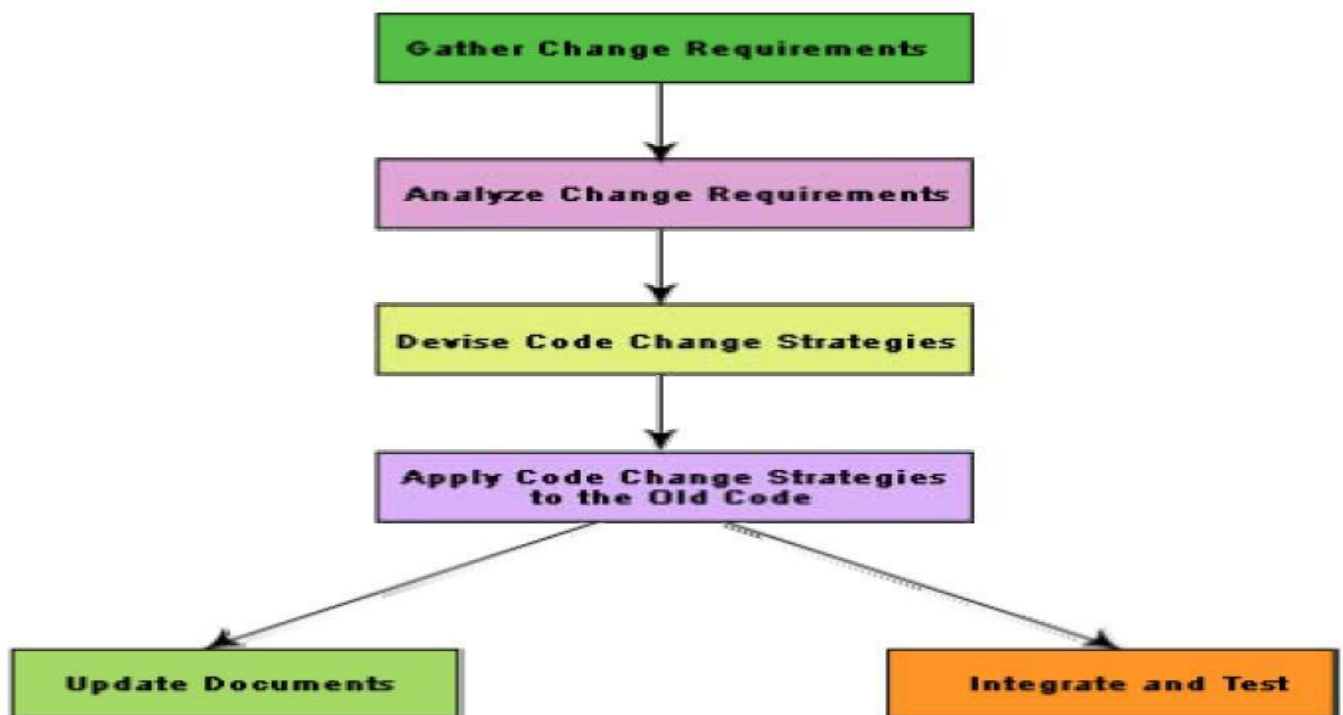 Gather Change Requirements
Analyze Change Requirements
Devise Code Change Strategies
Apply Code Change Strategies
to the Old Code
Update Documents
Integrate and Test